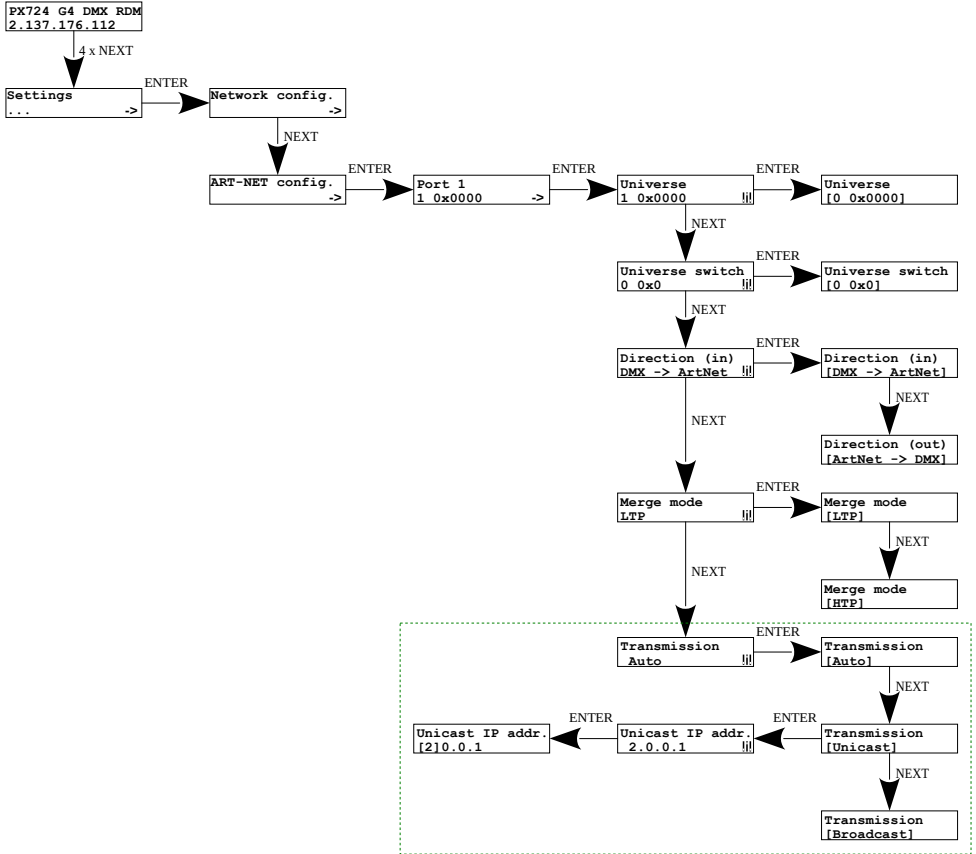 PX724 G4 DMX RDM
2.137.176.112
4 x NEXT
Settings
... ->
ENTER
Network config.
->
NEXT
ART-NET config.
->
ENTER
Port 1
1 0x0000 ->
ENTER
Universe
1 0x0000 !i!
ENTER
Universe
[0 0x0000]
NEXT
Universe switch
0 0x0 !i!
ENTER
Universe switch
[0 0x0]
NEXT
Direction (in)
DMX -> ArtNet !i!
ENTER
Direction (in)
[DMX -> ArtNet]
NEXT
Direction (out)
[ArtNet -> DMX]
NEXT
Merge mode
LTP !i!
ENTER
Merge mode
[LTP]
NEXT
Merge mode
[HTP]
NEXT
Transmission
Auto !i!
ENTER
Transmission
[Auto]
NEXT
Transmission
[Unicast]
ENTER
Unicast IP addr.
2.0.0.1 !i!
ENTER
Unicast IP addr.
[2]0.0.1
NEXT
Transmission
[Broadcast]